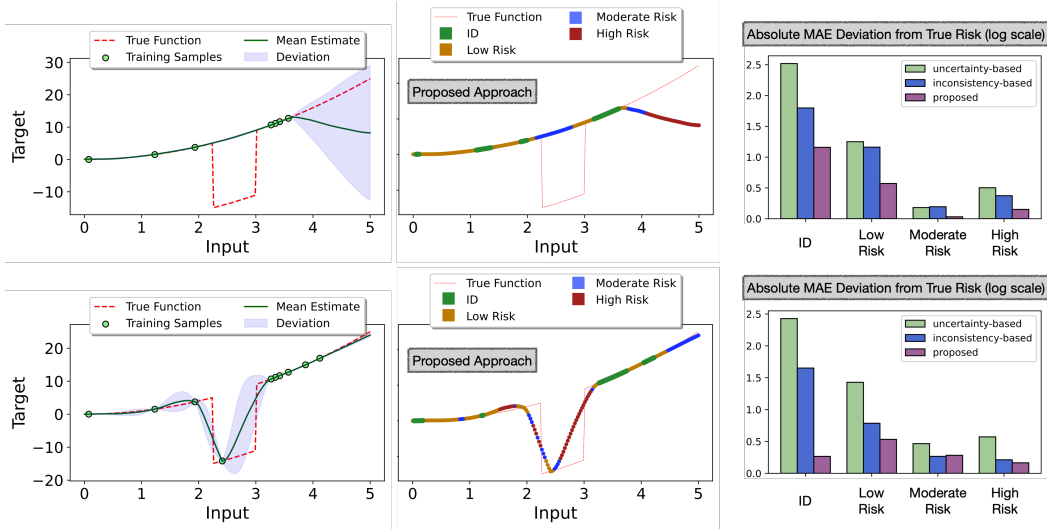 True Function
Mean Estimate
Training Samples
Deviation
30
20
10
0
−10
Target
0 1 2 3 4 5
Input
True Function
Moderate Risk
ID
High Risk
Low Risk
Proposed Approach
0 1 2 3 4 5
Input
Absolute MAE Deviation from True Risk (log scale)
uncertainty-based
inconsistency-based
proposed
2.5
2.0
1.5
1.0
0.5
0.0
ID
Low
Risk
Moderate
Risk
High
Risk
True Function
Mean Estimate
Training Samples
Deviation
20
10
0
−10
−20
Target
0 1 2 3 4 5
Input
True Function
Moderate Risk
ID
High Risk
Low Risk
Proposed Approach
0 1 2 3 4 5
Input
Absolute MAE Deviation from True Risk (log scale)
uncertainty-based
inconsistency-based
proposed
2.5
2.0
1.5
1.0
0.5
0.0
ID
Low
Risk
Moderate
Risk
High
Risk